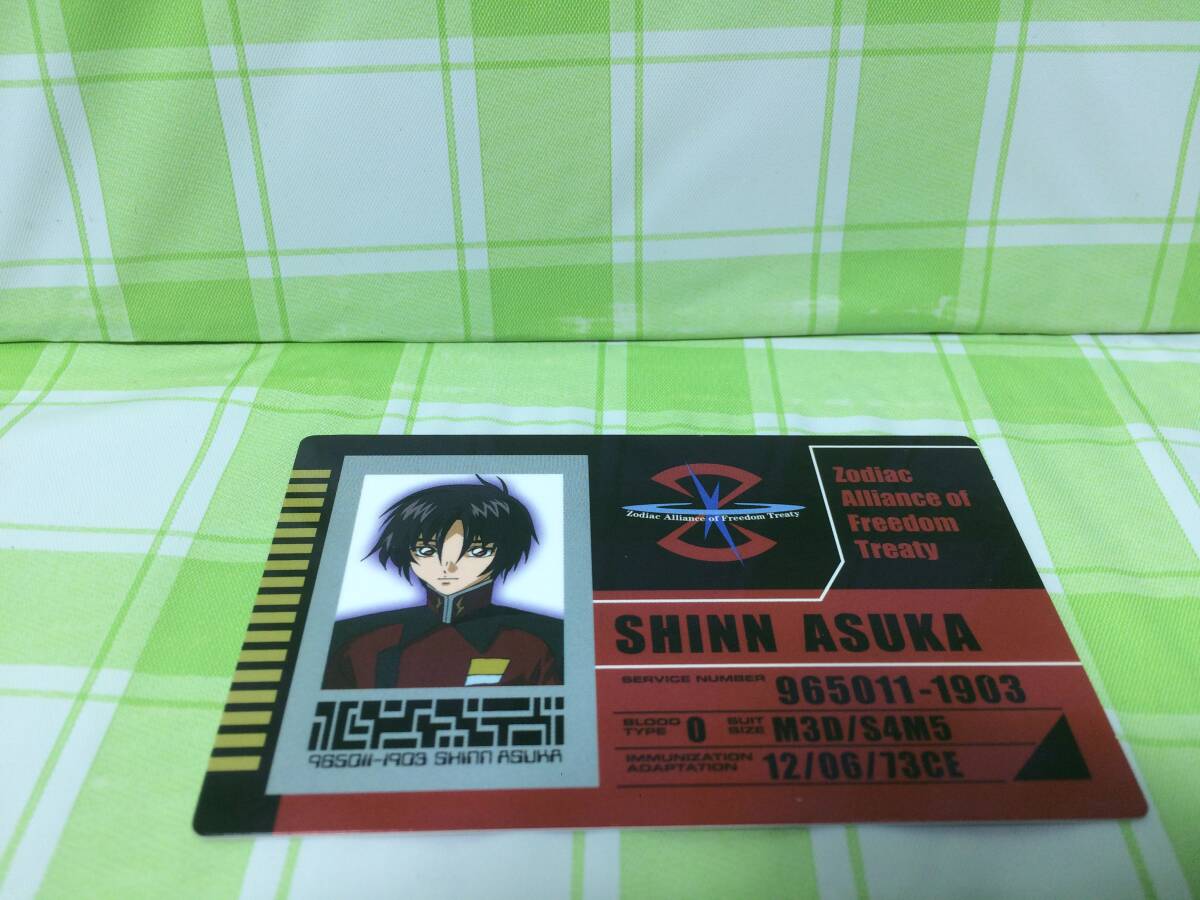 Zodiac Alliance of Freedom Treaty
Zodiac
Alliance of
Freedom
Treaty
SHINN ASUKA
SERVICE NUMBER 965011-1903
BLOOD TYPE O SUIT SIZE M3D/S4M5
IMMUNIZATION ADAPTATION 12/06/73CE
965011-1903 SHINN ASUKA